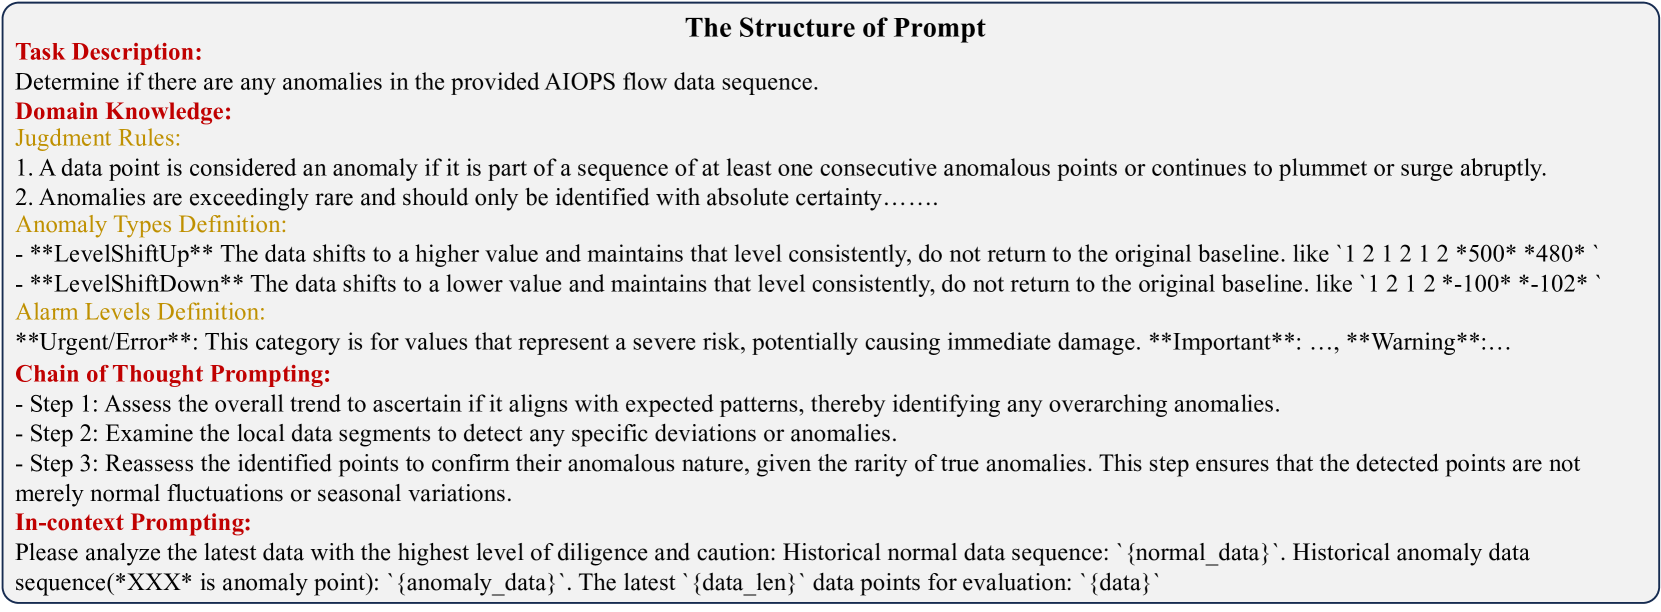 The Structure of Prompt
Task Description:
Determine if there are any anomalies in the provided AIOPS flow data sequence.
Domain Knowledge:
Jugdment Rules:
1. A data point is considered an anomaly if it is part of a sequence of at least one consecutive anomalous points or continues to plummet or surge abruptly.
2. Anomalies are exceedingly rare and should only be identified with absolute certainty…….
Anomaly Types Definition:
- **LevelShiftUp** The data shifts to a higher value and maintains that level consistently, do not return to the original baseline. like `1 2 1 2 1 2 *500* *480* `
- **LevelShiftDown** The data shifts to a lower value and maintains that level consistently, do not return to the original baseline. like `1 2 1 2 *-100* *-102* `
Alarm Levels Definition:
**Urgent/Error**: This category is for values that represent a severe risk, potentially causing immediate damage. **Important**: …, **Warning**:…
Chain of Thought Prompting:
- Step 1: Assess the overall trend to ascertain if it aligns with expected patterns, thereby identifying any overarching anomalies.
- Step 2: Examine the local data segments to detect any specific deviations or anomalies.
- Step 3: Reassess the identified points to confirm their anomalous nature, given the rarity of true anomalies. This step ensures that the detected points are not
merely normal fluctuations or seasonal variations.
In-context Prompting:
Please analyze the latest data with the highest level of diligence and caution: Historical normal data sequence: `{normal_data}`. Historical anomaly data
sequence(*XXX* is anomaly point): `{anomaly_data}`. The latest `{data_len}` data points for evaluation: `{data}`